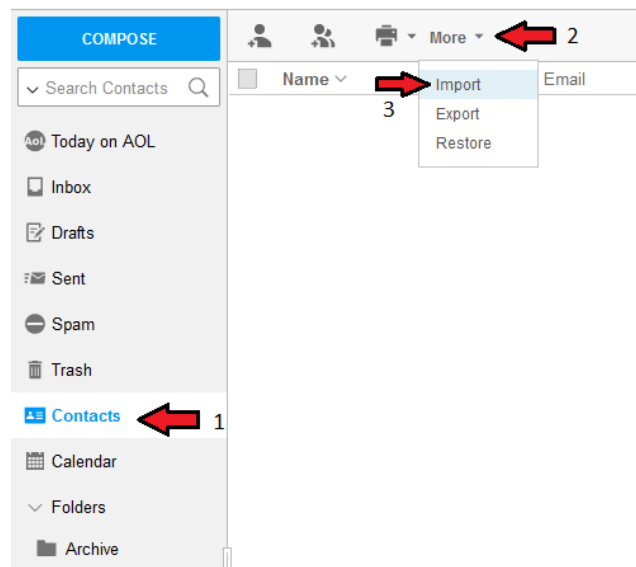 COMPOSE
More
2
Search Contacts
Name
Import
Email
3
Export
Restore
Aol.
Today on AOL
Inbox
Drafts
Sent
Spam
Trash
Contacts
1
Calendar
Folders
Archive